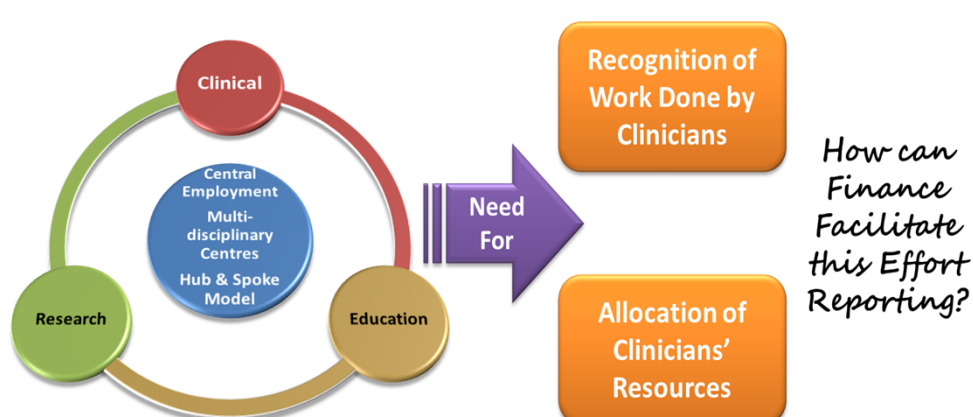 Clinical
Central
Employment
Multi-
disciplinary
Centres
Hub & Spoke
Model
Research
Education
Need
For
Recognition of
Work Done by
Clinicians
Allocation of
Clinicians’
Resources
How can
Finance
Facilitate
this Effort
Reporting?